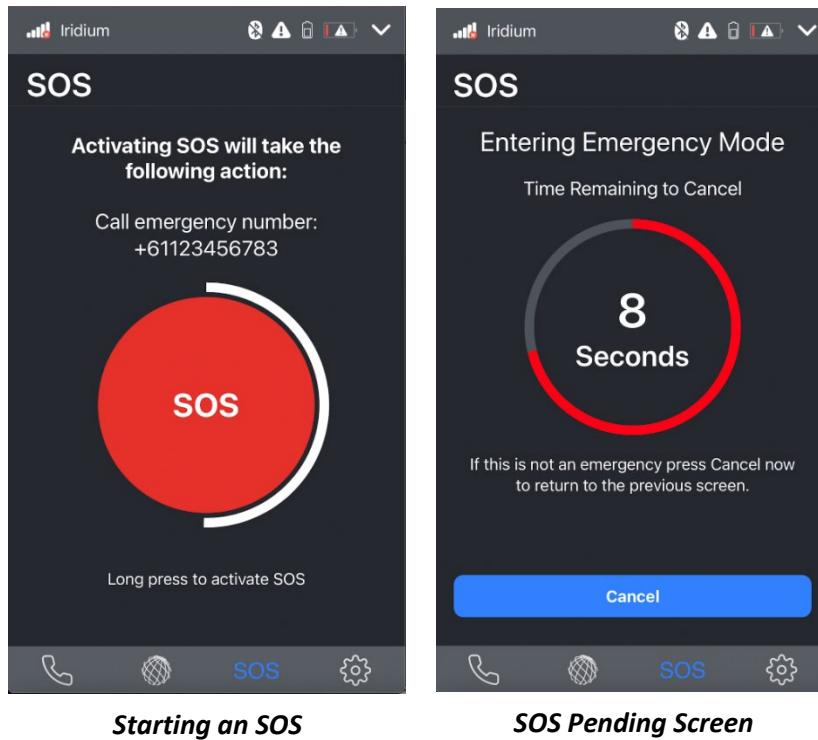 Iridium
SOS
Activating SOS will take the
following action:
Call emergency number:
+61123456783
SOS
Long press to activate SOS
SOS
Starting an SOS
Iridium
SOS
Entering Emergency Mode
Time Remaining to Cancel
8
Seconds
If this is not an emergency press Cancel now
to return to the previous screen.
Cancel
SOS
SOS Pending Screen